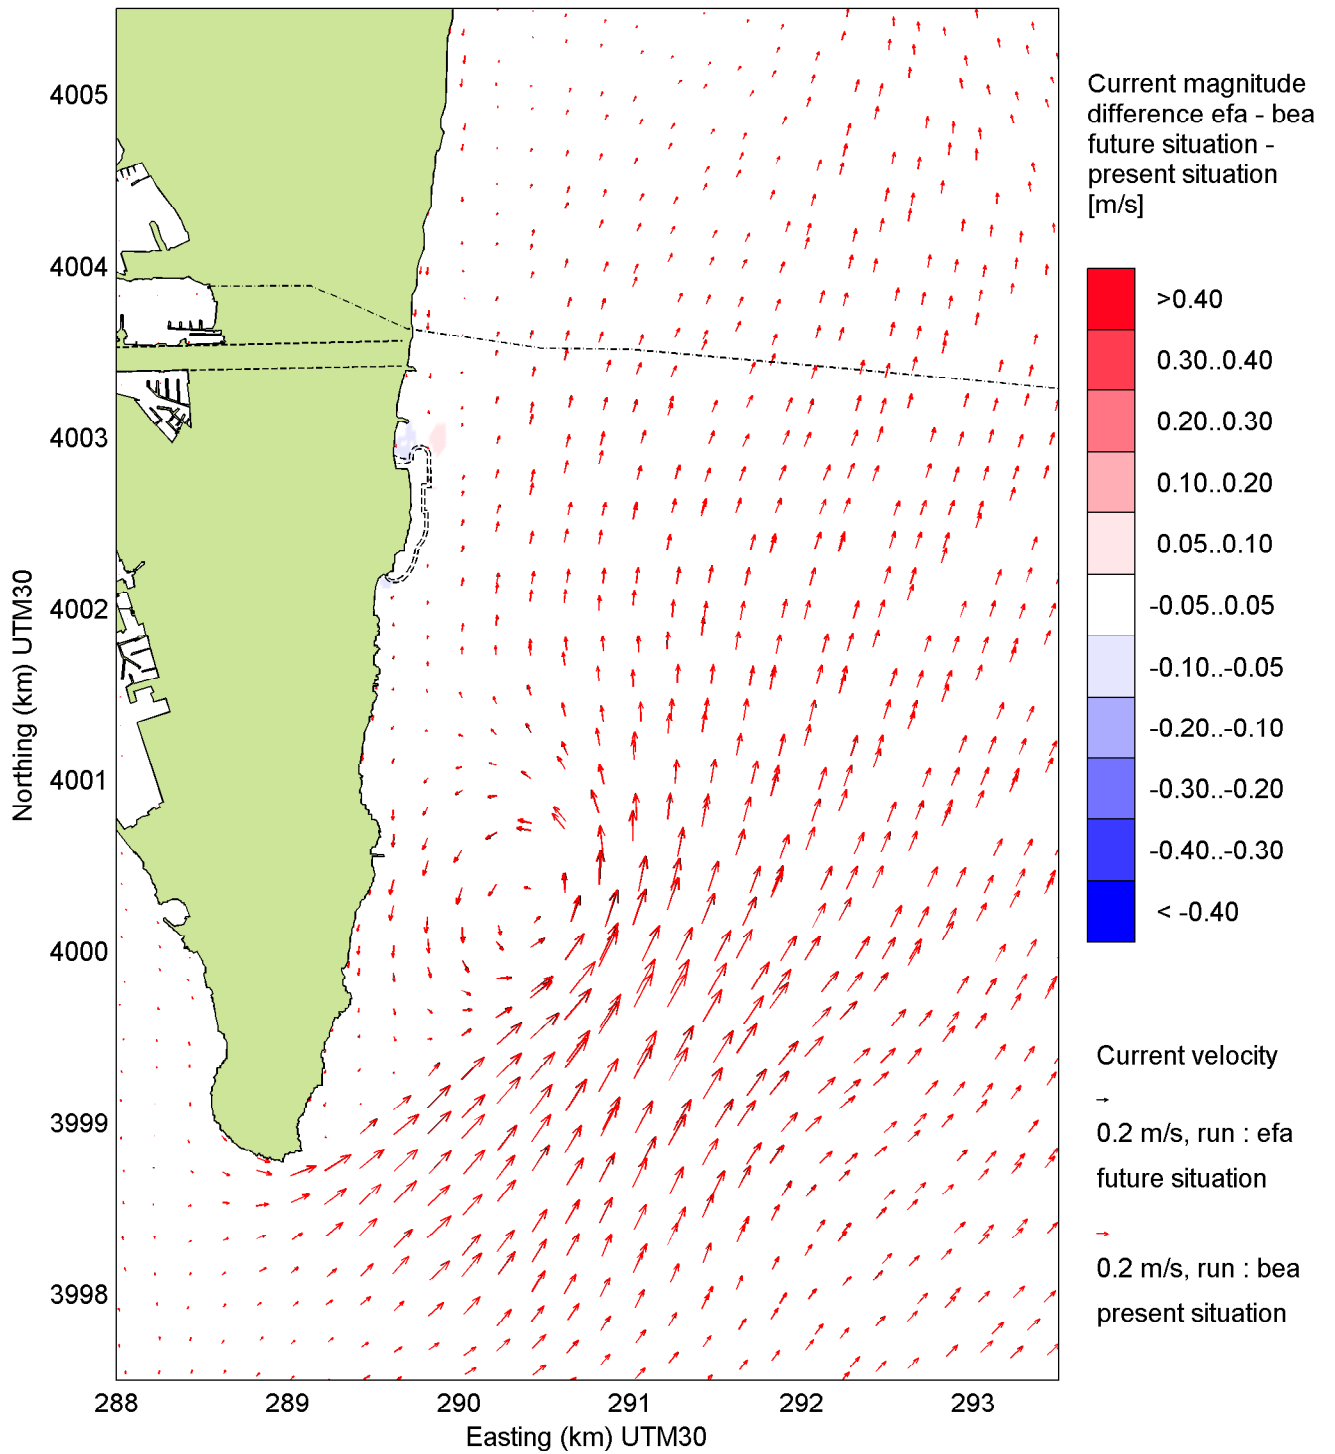 Current magnitude
difference efa - bea
future situation -
present situation
[m/s]
>0.40
0.30..0.40
0.20..0.30
0.10..0.20
0.05..0.10
-0.05..0.05
-0.10..-0.05
-0.20..-0.10
-0.30..-0.20
-0.40..-0.30
< -0.40
Current velocity
0.2 m/s, run : efa
future situation
0.2 m/s, run : bea
present situation
4005
4004
4003
4002
4001
4000
3999
3998
Northing (km) UTM30
288 289 290 291 292 293
Easting (km) UTM30